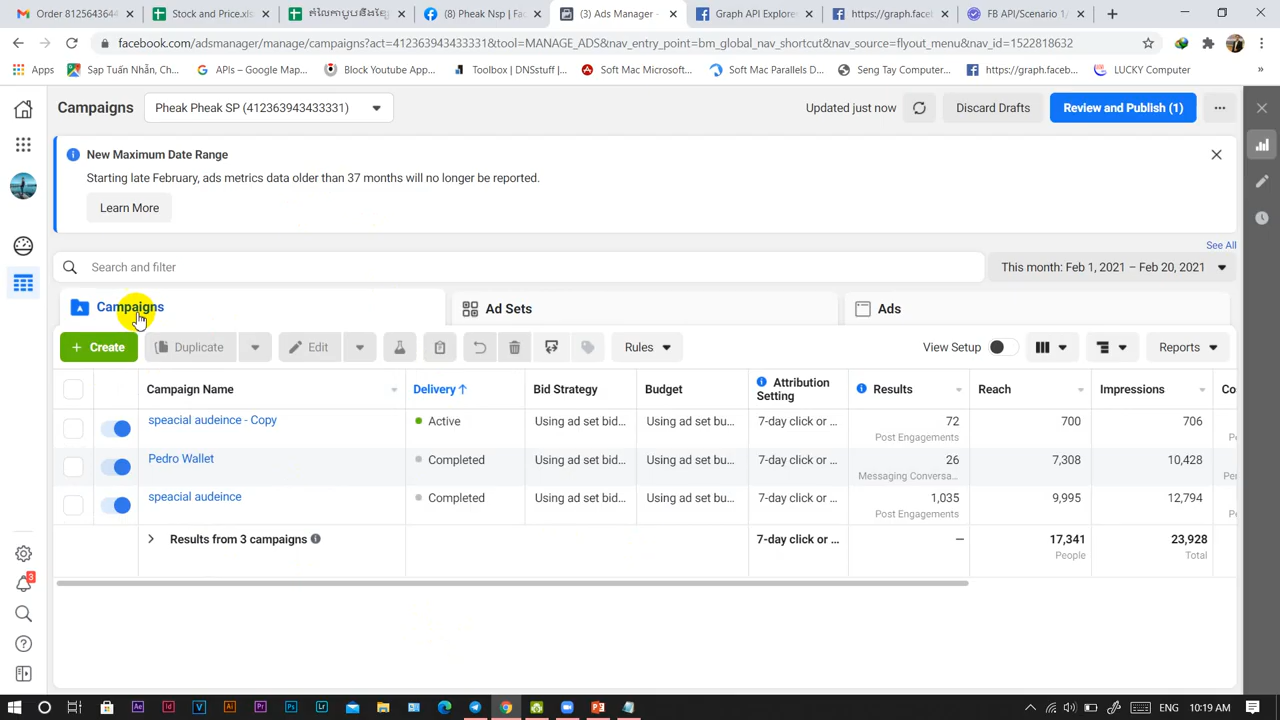 Order 8125643644
Stock and Price.xls
(8) Pheak Nsp | Fac
(3) Ads Manager -
Graph API Explore
https://graph.face
FB API/Scenario 1/
facebook.com/adsmanager/manage/campaigns?act=412363943433331&tool=MANAGE_ADS&nav_entry_point=bm_global_nav_shortcut&nav_source=flyout_menu&nav_id=1522818632
Apps
Sạp Tuấn Nhẫn,...
APIs – Google Map...
Block Youtube App...
Toolbox | DNSstuff |...
Soft Mac Microsoft...
Soft Mac Parallels D...
Seng Tay Computer...
https://graph.faceb...
LUCKY Computer
»
Campaigns
Pheak Pheak SP (412363943433331)
Updated just now
Discard Drafts
Review and Publish (1)
New Maximum Date Range
Starting late February, ads metrics data older than 37 months will no longer be reported.
Learn More
See All
Search and filter
This month: Feb 1, 2021 – Feb 20, 2021
Campaigns
Ad Sets
Ads
+ Create
Duplicate
Edit
Rules
View Setup
Reports
Campaign Name
Delivery ↑
Bid Strategy
Budget
Attribution
Setting
Results
Reach
Impressions
Co
speacial audeince - Copy
Active
Using ad set bid...
Using ad set bu...
7-day click or ...
72
Post Engagements
700
706
Pe
Pedro Wallet
Completed
Using ad set bid...
Using ad set bu...
7-day click or ...
26
Messaging Conversa...
7,308
10,428
Per
speacial audeince
Completed
Using ad set bid...
Using ad set bu...
7-day click or ...
1,035
Post Engagements
9,995
12,794
Pe
Results from 3 campaigns
7-day click or ...
—
17,341
People
23,928
Total
3
ENG
10:19 AM